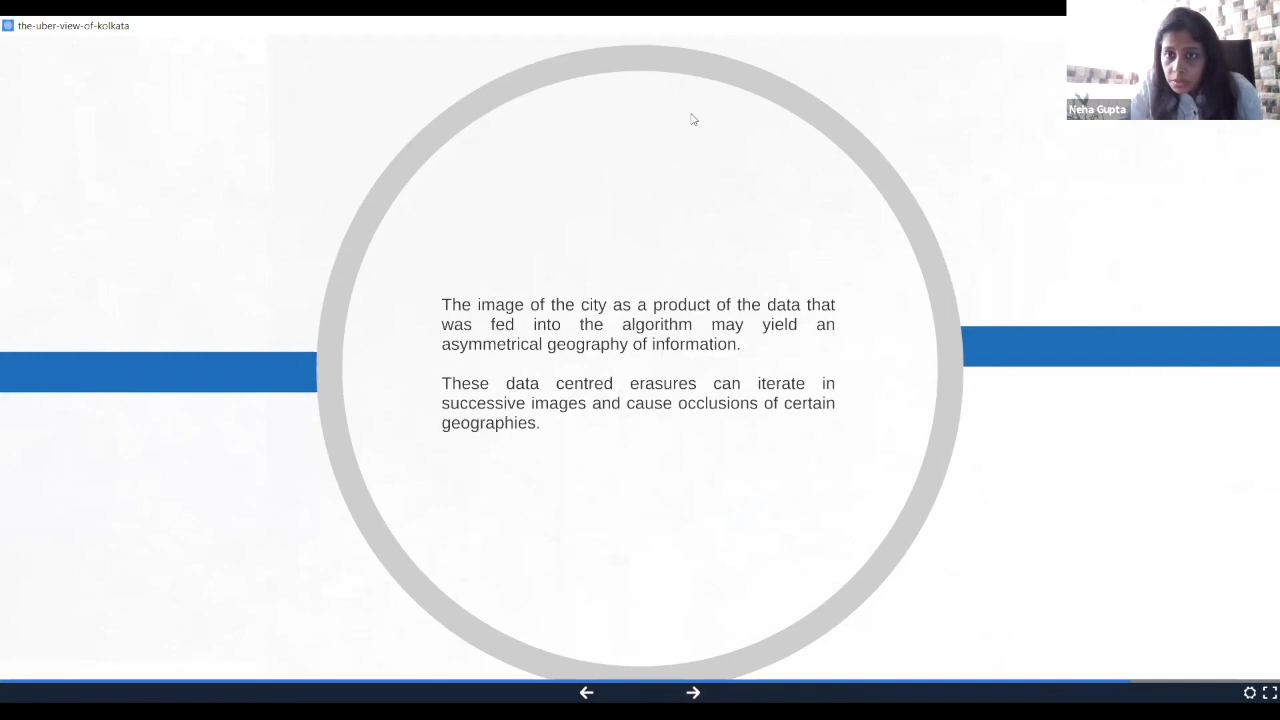 the-uber-view-of-kolkata
Neha Gupta
The image of the city as a product of the data that
was fed into the algorithm may yield an
asymmetrical geography of information.
These data centred erasures can iterate in
successive images and cause occlusions of certain
geographies.